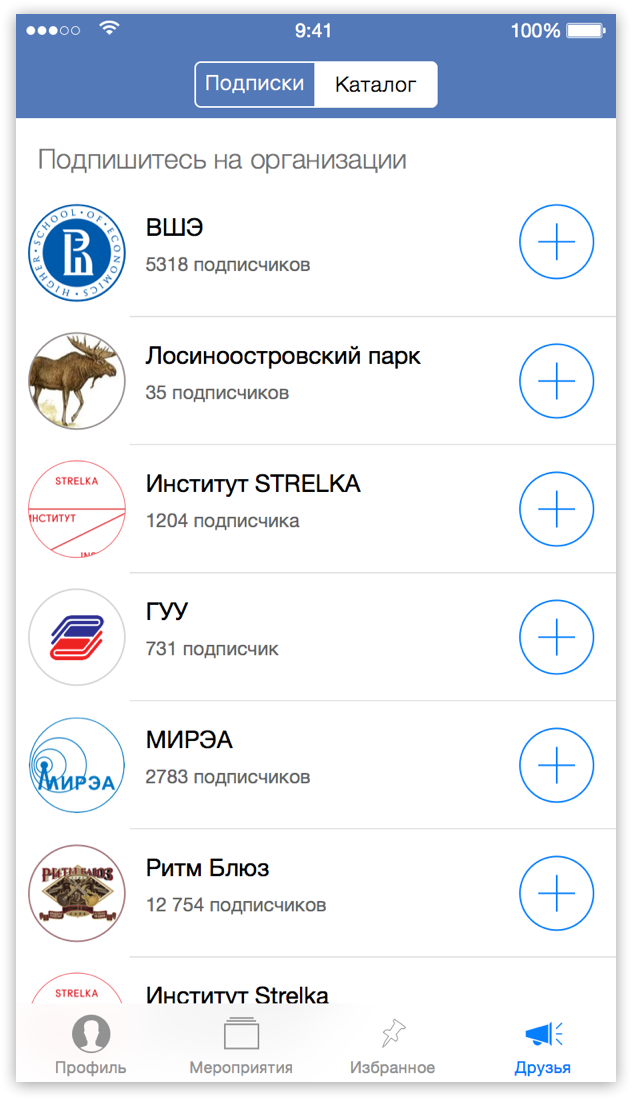 9:41 100%
Подписки Каталог
Подпишитесь на организации
HIGHER • SCHOOL • OF • ECONOMICS •
ВШЭ
5318 подписчиков
Лосиноостровский парк
35 подписчиков
STRELKA
ИНСТИТУТ
INS
Институт STRELKA
1204 подписчика
ГУУ
731 подписчик
МИРЭА
МИРЭА
2783 подписчиков
РИТМ БЛЮЗ
Ритм Блюз
12 754 подписчиков
STRELKA
Институт Strelka
Профиль Мероприятия Избранное Друзья